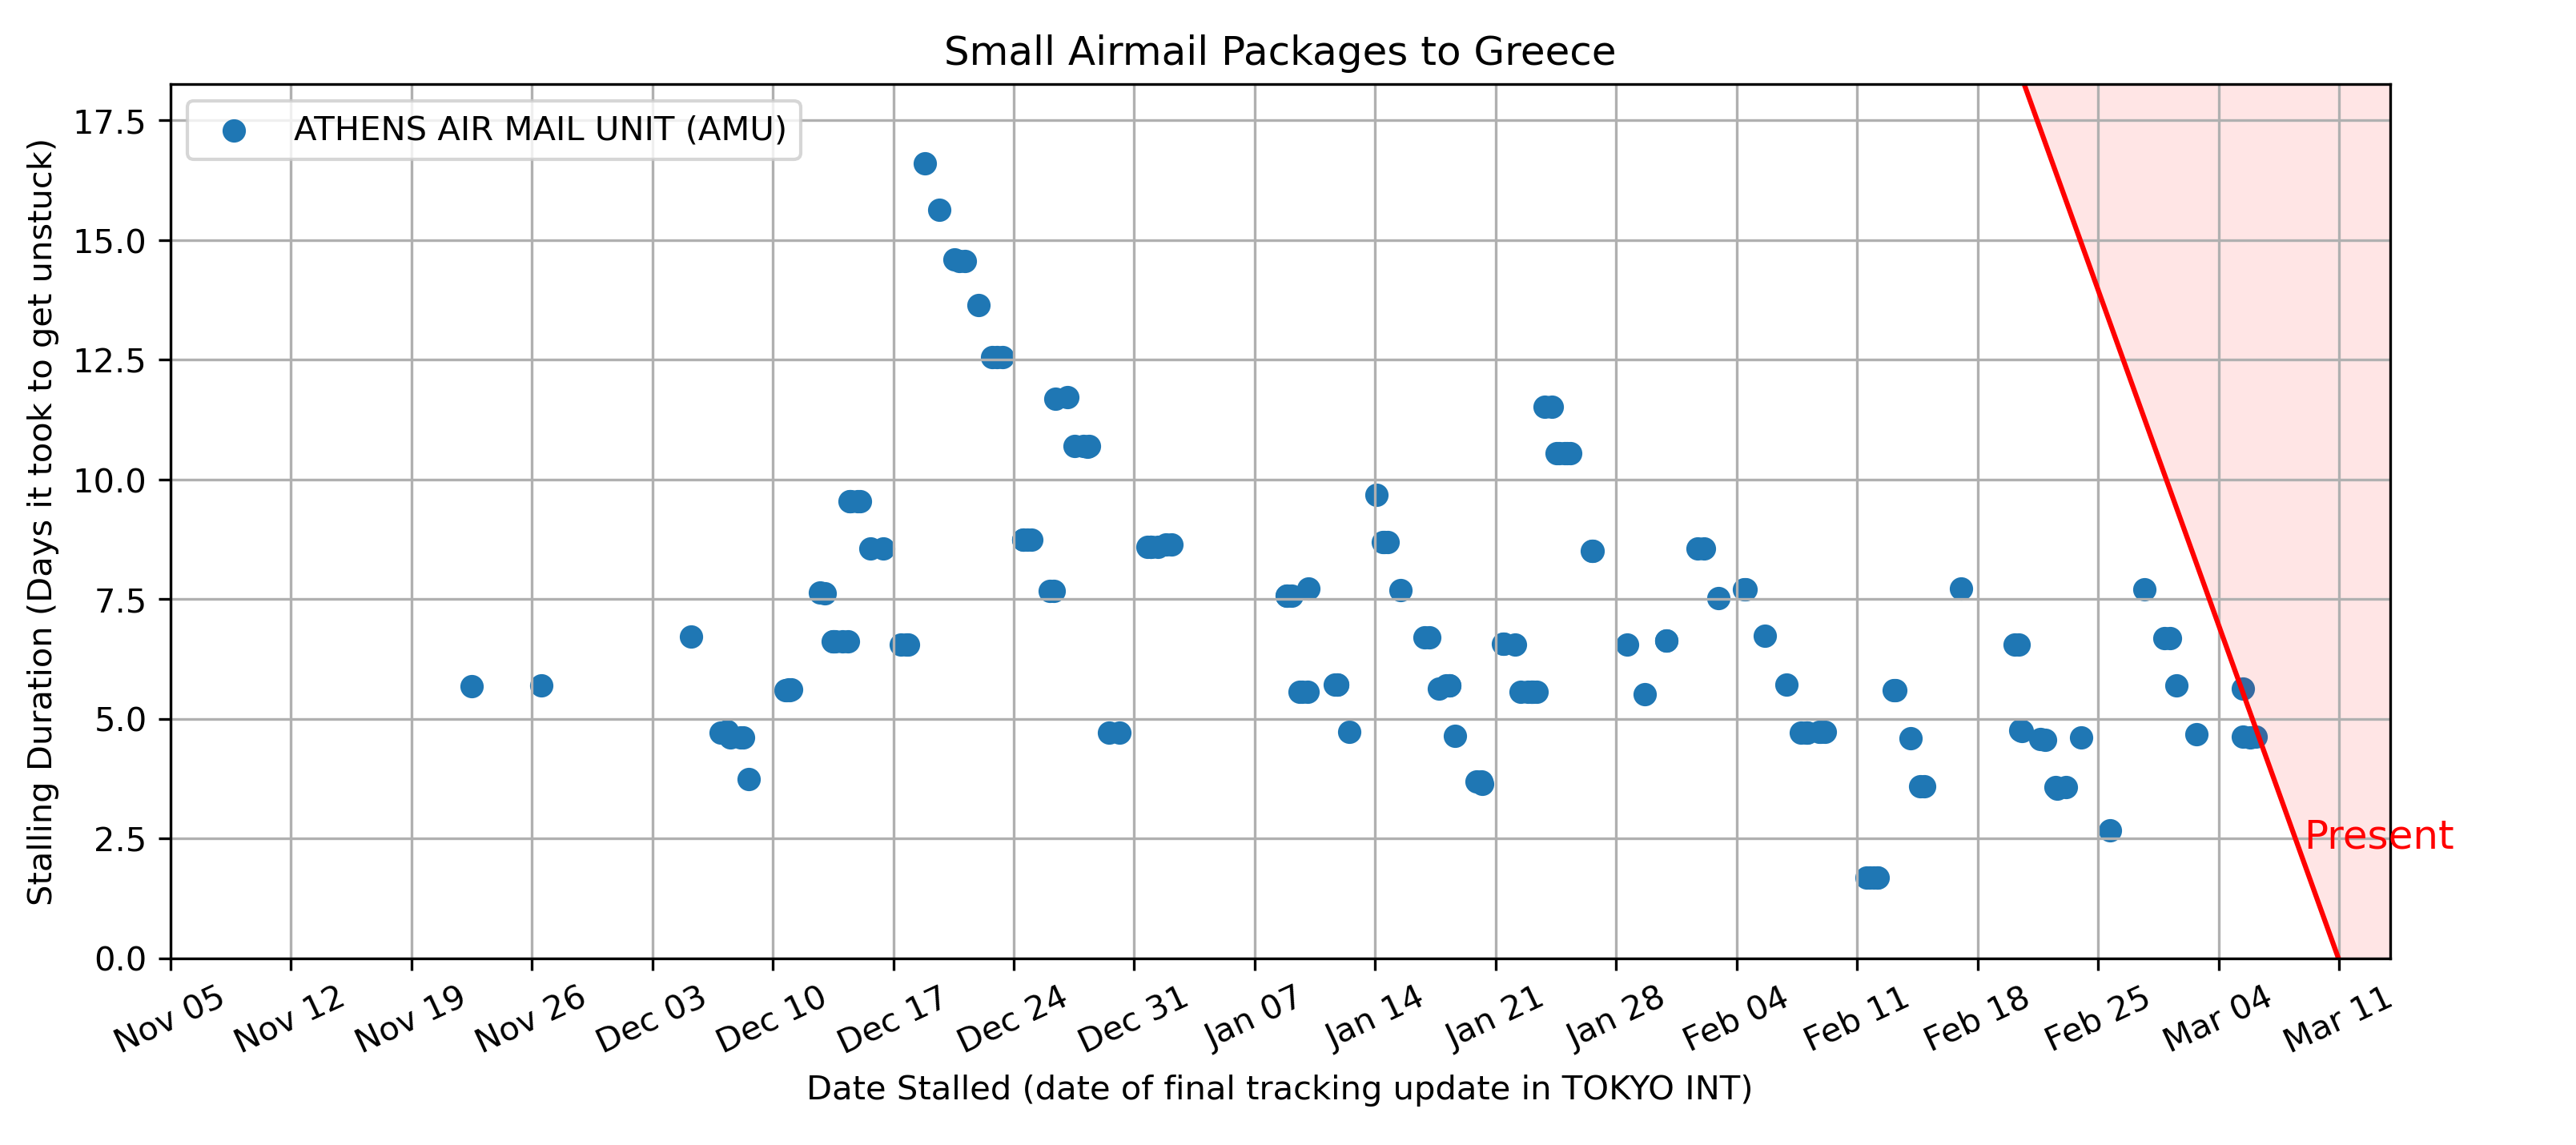 Small Airmail Packages to Greece
ATHENS AIR MAIL UNIT (AMU)
Stalling Duration (Days it took to get unstuck)
17.5
15.0
12.5
10.0
7.5
5.0
2.5
0.0
Present
Nov 05
Nov 12
Nov 19
Nov 26
Dec 03
Dec 10
Dec 17
Dec 24
Dec 31
Jan 07
Jan 14
Jan 21
Jan 28
Feb 04
Feb 11
Feb 18
Feb 25
Mar 04
Mar 11
Date Stalled (date of final tracking update in TOKYO INT)